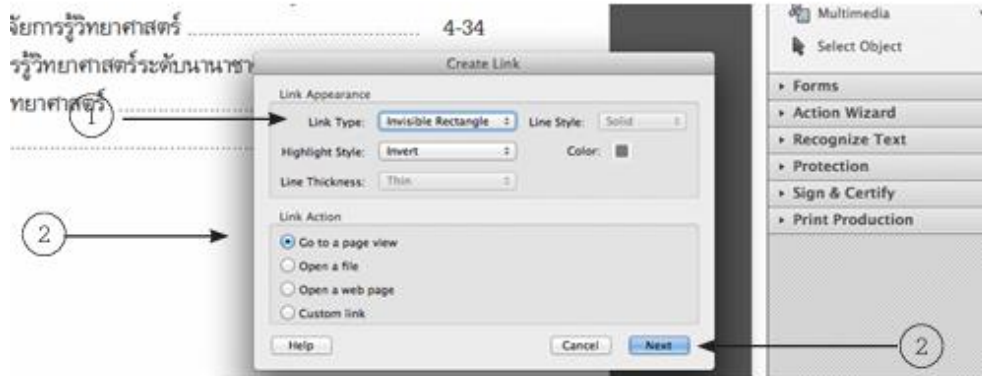 จัยการรู้วิทยาศาสตร์ ........................ 4-34
รรู้วิทยาศาสตร์ระดับนานาชา
ทยาศาสตร์
1
2
Create Link
Link Appearance
Link Type: Invisible Rectangle Line Style: Solid
Highlight Style: Invert Color:
Line Thickness: Thin
Link Action
Go to a page view
Open a file
Open a web page
Custom link
Help Cancel Next
2
Multimedia
Select Object
Forms
Action Wizard
Recognize Text
Protection
Sign & Certify
Print Production